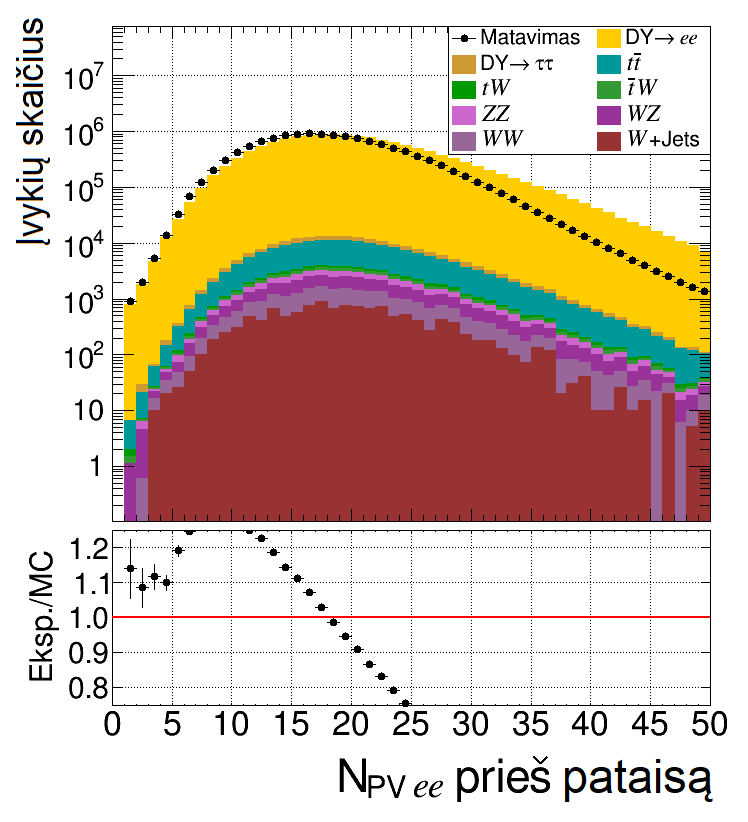 Įvykių skaičius
10⁷
10⁶
10⁵
10⁴
10³
10²
10
1
Matavimas DY→ ee
DY→ ττ tt̄
tW t̄W
ZZ WZ
WW W+Jets
Eksp./MC
1.2
1.1
1.0
0.9
0.8
0 5 10 15 20 25 30 35 40 45 50
N_PV ee prieš pataisą